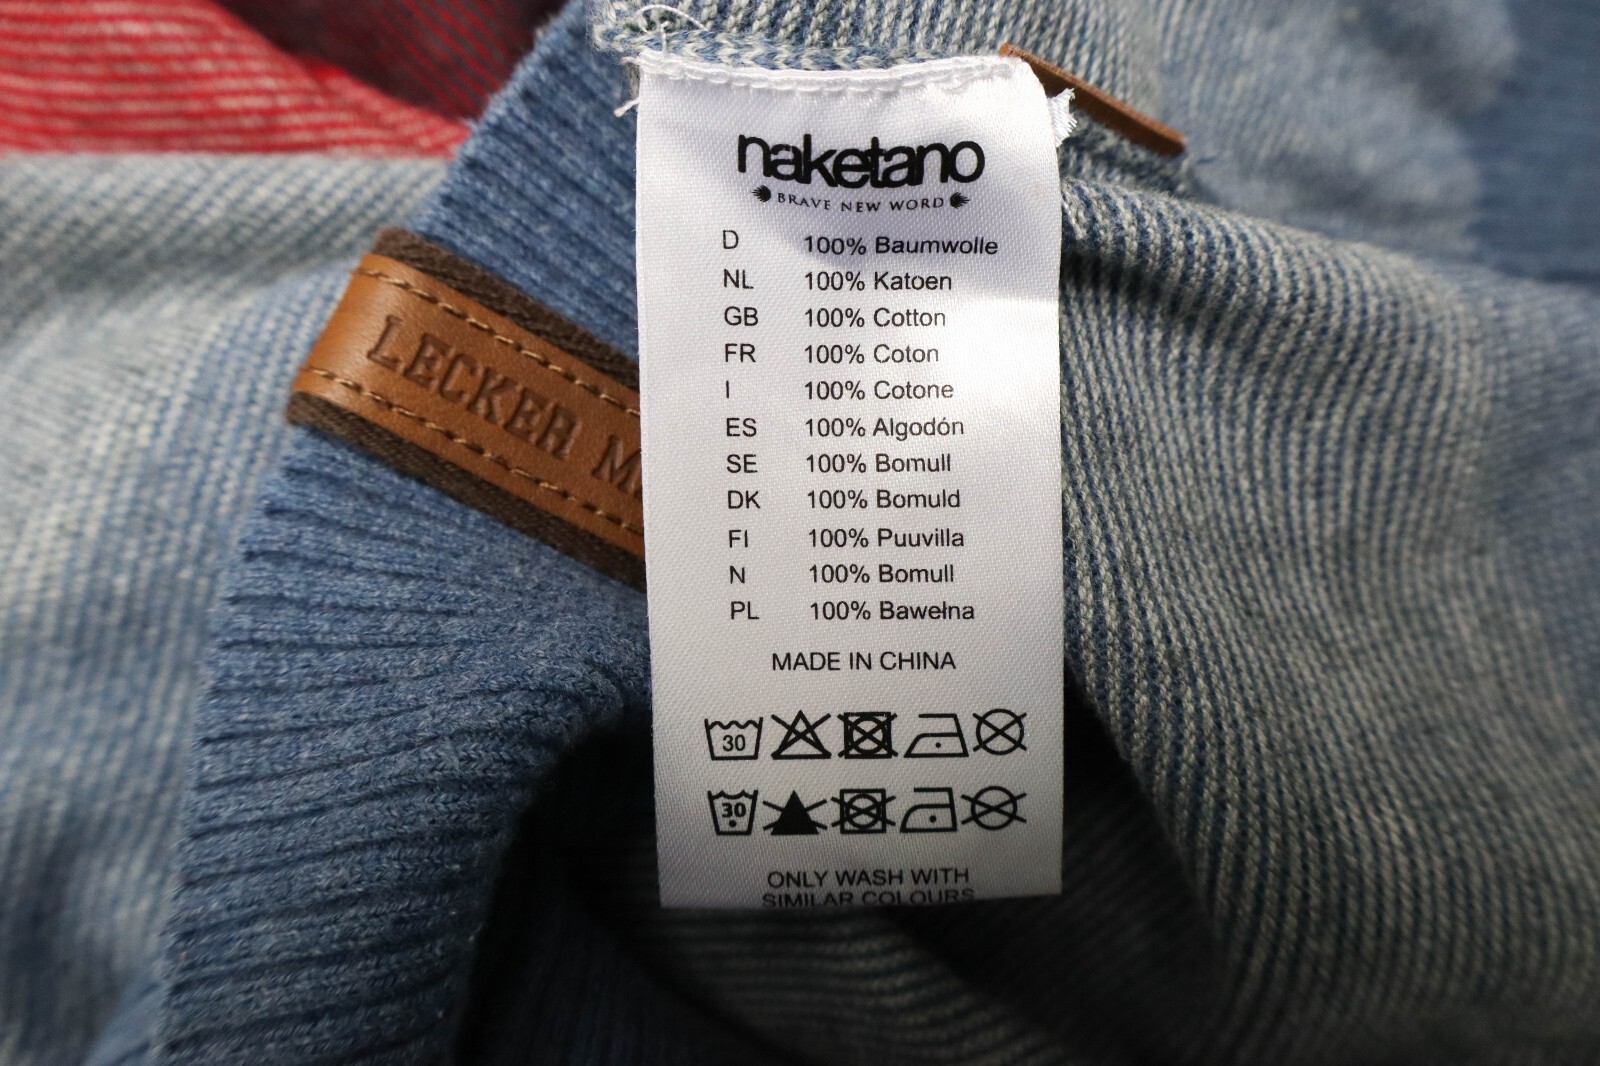 naketano
BRAVE NEW WORD
D 100% Baumwolle
NL 100% Katoen
GB 100% Cotton
FR 100% Coton
I 100% Cotone
ES 100% Algodón
SE 100% Bomull
DK 100% Bomuld
FI 100% Puuvilla
N 100% Bomull
PL 100% Bawełna
MADE IN CHINA
30
30
ONLY WASH WITH
SIMILAR COLOURS
LECKER M